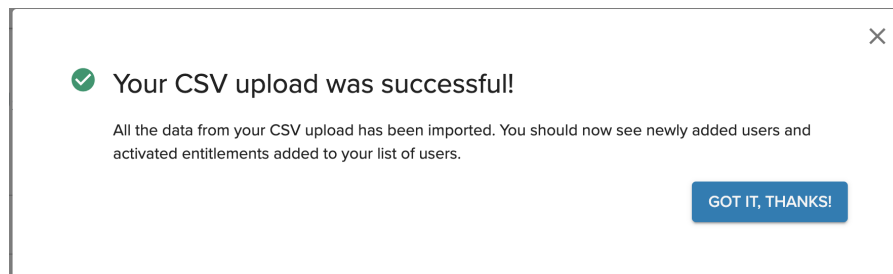 Your CSV upload was successful!
All the data from your CSV upload has been imported. You should now see newly added users and
activated entitlements added to your list of users.
GOT IT, THANKS!